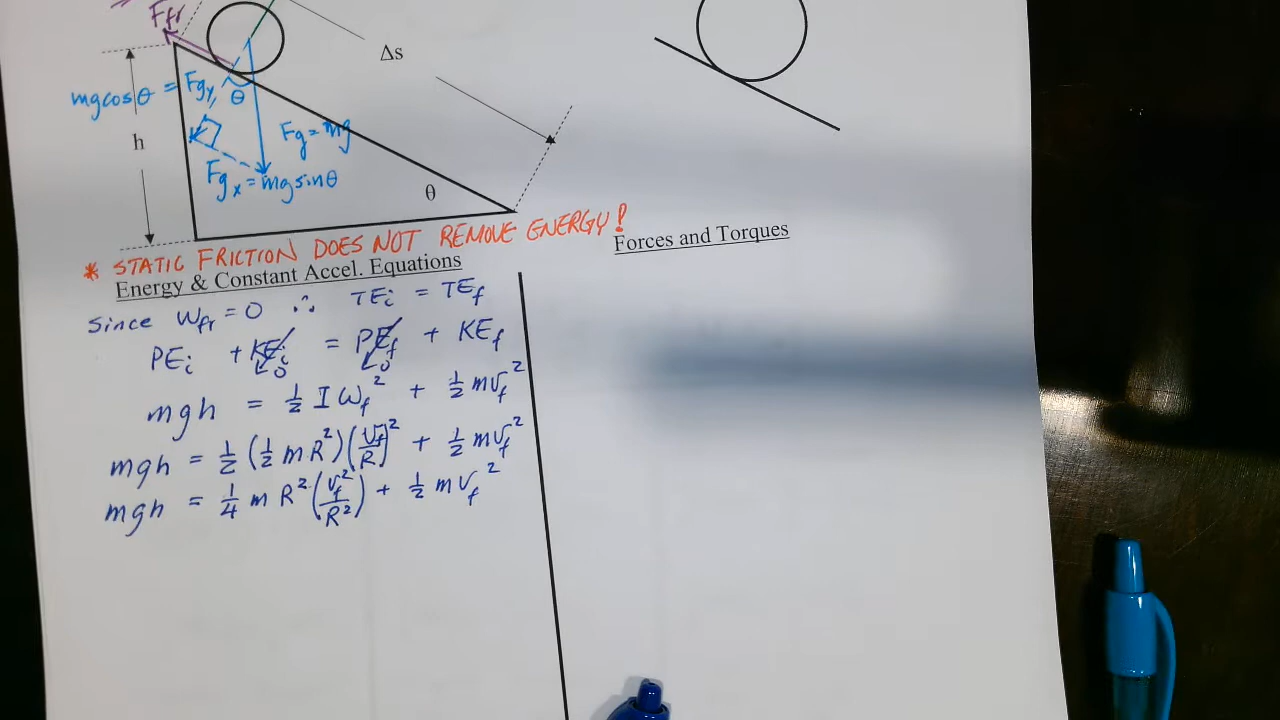 Ffr
Δs
mgcosθ = Fgy
θ
h
Fg = mg
Fgx = mgsinθ
θ
* STATIC FRICTION DOES NOT REMOVE ENERGY!
Energy & Constant Accel. Equations
Forces and Torques
Since Wfr = 0 ∴ TEi = TEf
PEi + KEi = PEf + KEf
0 0
mgh = 1/2 I ωf² + 1/2 mvf²
mgh = 1/2 (1/2 mR²)(vf/R)² + 1/2 mvf²
mgh = 1/4 m R² (vf²/R²) + 1/2 mvf²